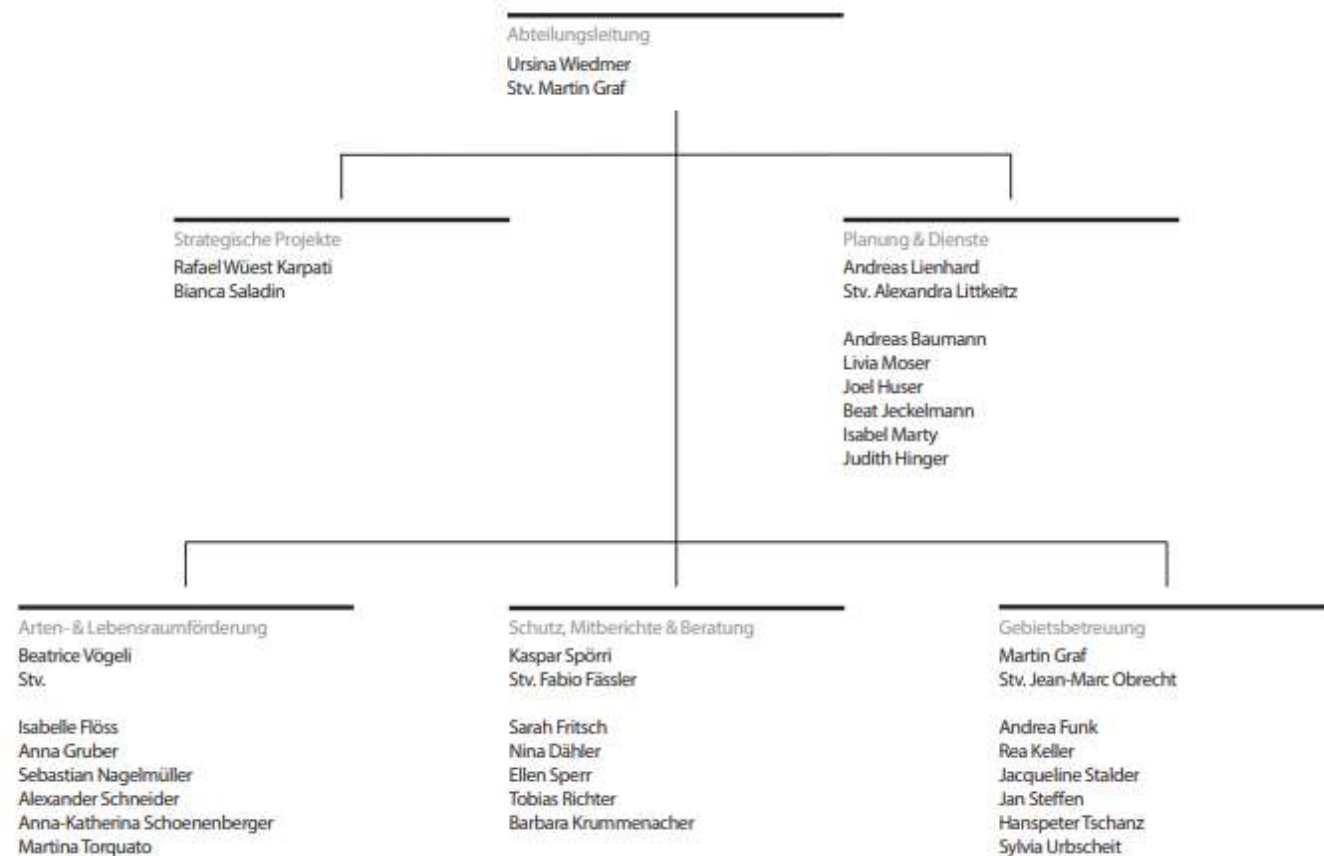 Abteilungsleitung
Ursina Wiedmer
Stv. Martin Graf
Strategische Projekte
Rafael Wüest Karpati
Bianca Saladin
Planung & Dienste
Andreas Lienhard
Stv. Alexandra Littkeitz
Andreas Baumann
Livia Moser
Joel Huser
Beat Jeckelmann
Isabel Marty
Judith Hinger
Arten- & Lebensraumförderung
Beatrice Vögeli
Stv.
Isabelle Flöss
Anna Gruber
Sebastian Nagelmüller
Alexander Schneider
Anna-Katherina Schoenenberger
Martina Torquato
Schutz, Mitberichte & Beratung
Kaspar Spörri
Stv. Fabio Fässler
Sarah Fritsch
Nina Dähler
Ellen Sperr
Tobias Richter
Barbara Krummenacher
Gebietsbetreuung
Martin Graf
Stv. Jean-Marc Obrecht
Andrea Funk
Rea Keller
Jacqueline Stalder
Jan Steffen
Hanspeter Tschanz
Sylvia Urbscheit